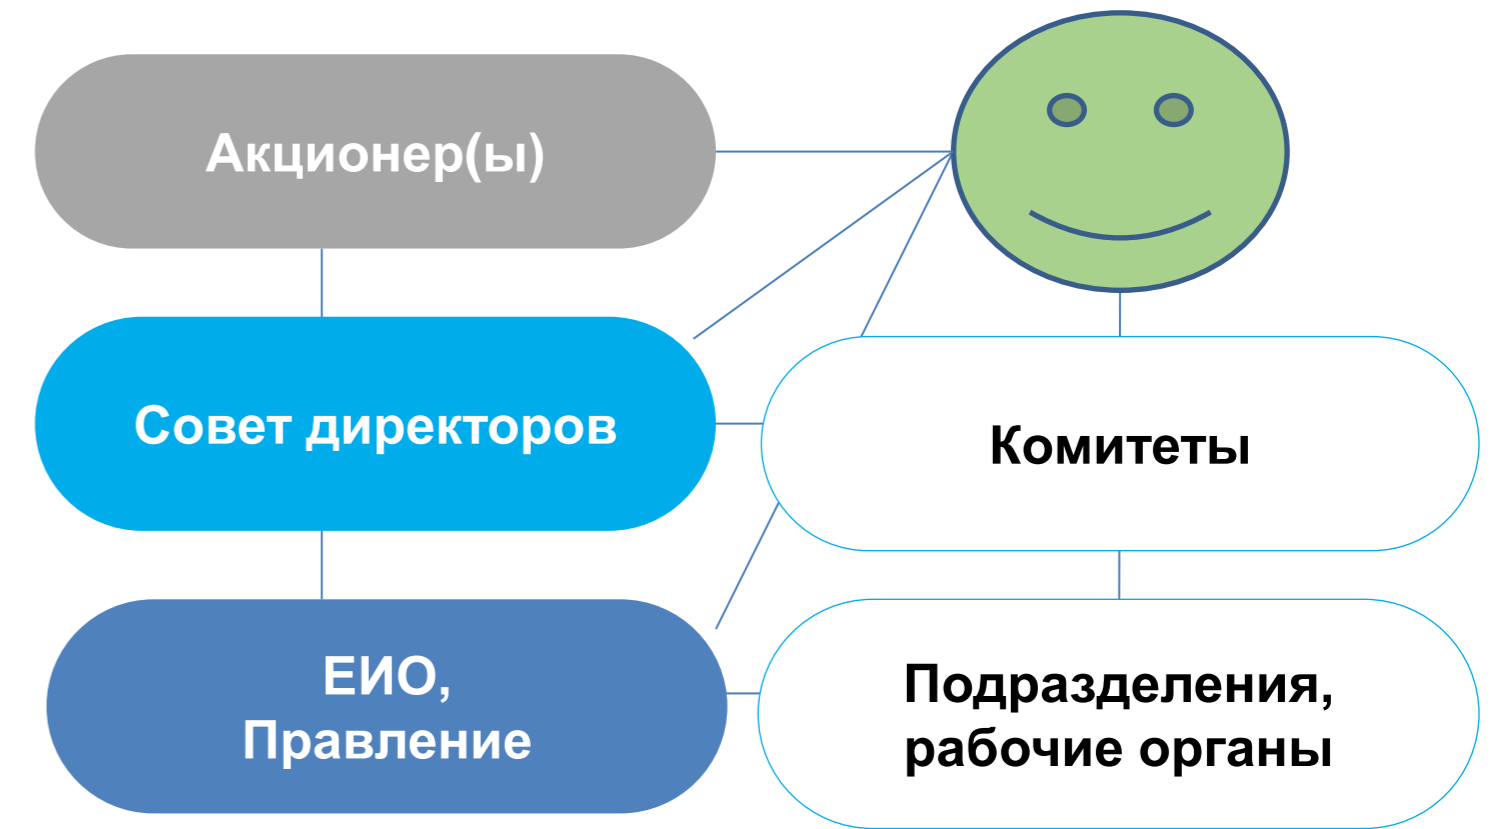 Акционер(ы)
Совет директоров
Комитеты
ЕИО,
Правление
Подразделения,
рабочие органы